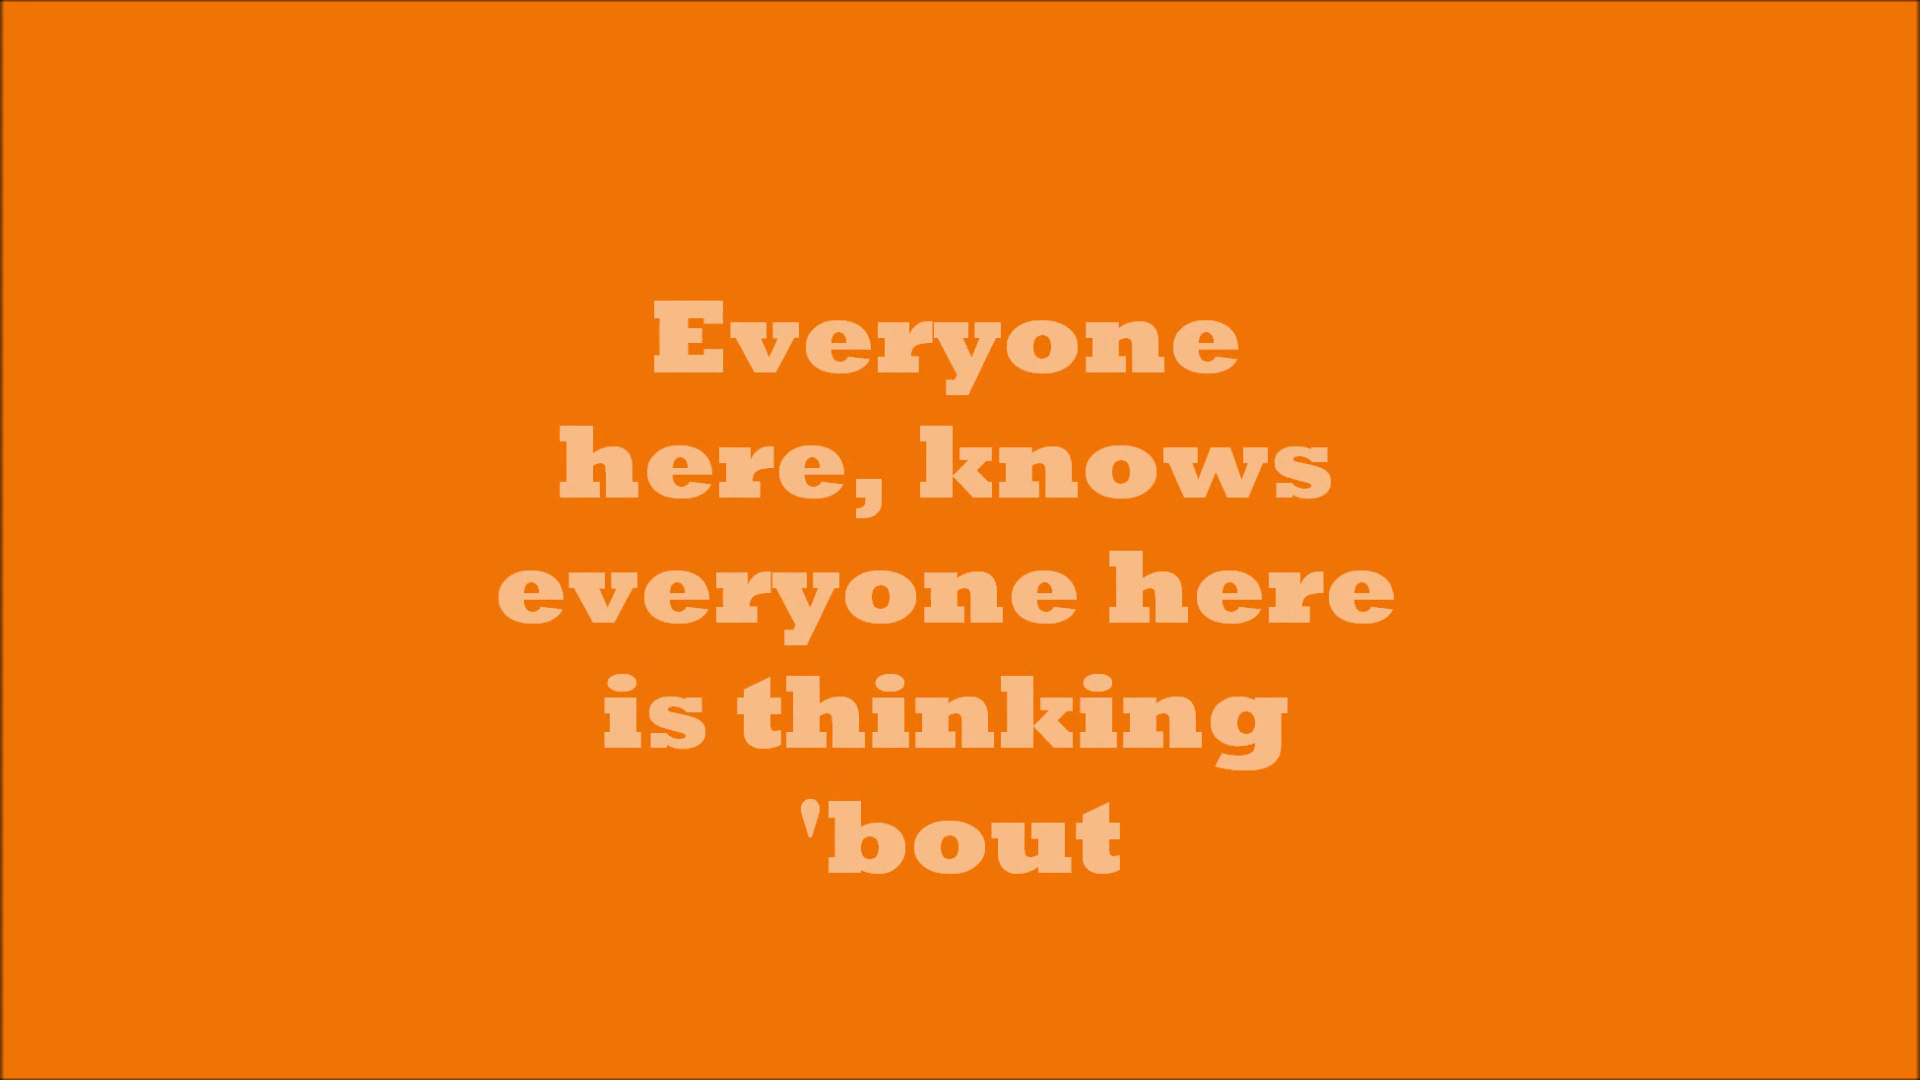 Everyone
here, knows
everyone here
is thinking
'bout